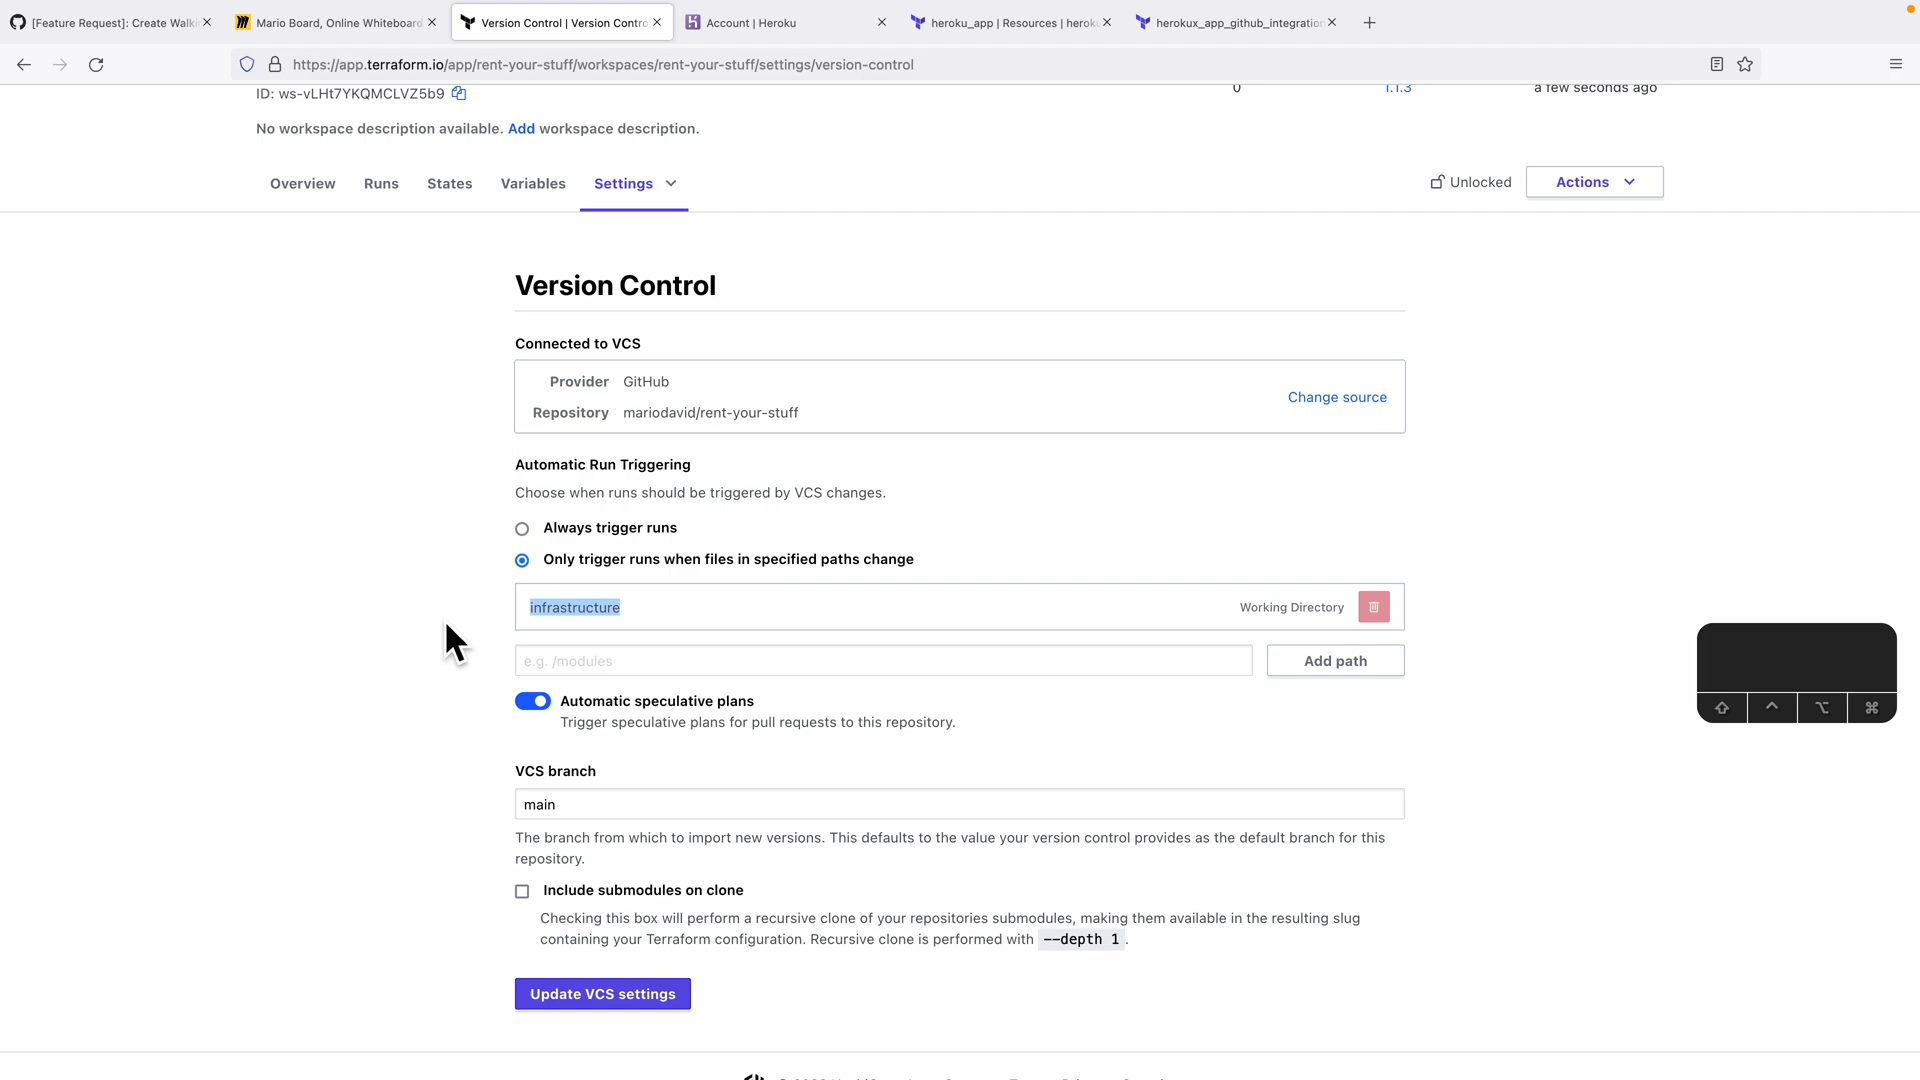 [Feature Request]: Create Walki
Mario Board, Online Whiteboard
Version Control | Version Contro
Account | Heroku
heroku_app | Resources | herok
herokux_app_github_integration
https://app.terraform.io/app/rent-your-stuff/workspaces/rent-your-stuff/settings/version-control
ID: ws-vLHt7YKQMCLVZ5b9
0
1.1.3
a few seconds ago
No workspace description available. Add workspace description.
Overview
Runs
States
Variables
Settings
Unlocked
Actions
Version Control
Connected to VCS
Provider GitHub
Repository mariodavid/rent-your-stuff
Change source
Automatic Run Triggering
Choose when runs should be triggered by VCS changes.
Always trigger runs
Only trigger runs when files in specified paths change
infrastructure
Working Directory
e.g. /modules
Add path
Automatic speculative plans
Trigger speculative plans for pull requests to this repository.
VCS branch
main
The branch from which to import new versions. This defaults to the value your version control provides as the default branch for this
repository.
Include submodules on clone
Checking this box will perform a recursive clone of your repositories submodules, making them available in the resulting slug
containing your Terraform configuration. Recursive clone is performed with --depth 1.
Update VCS settings